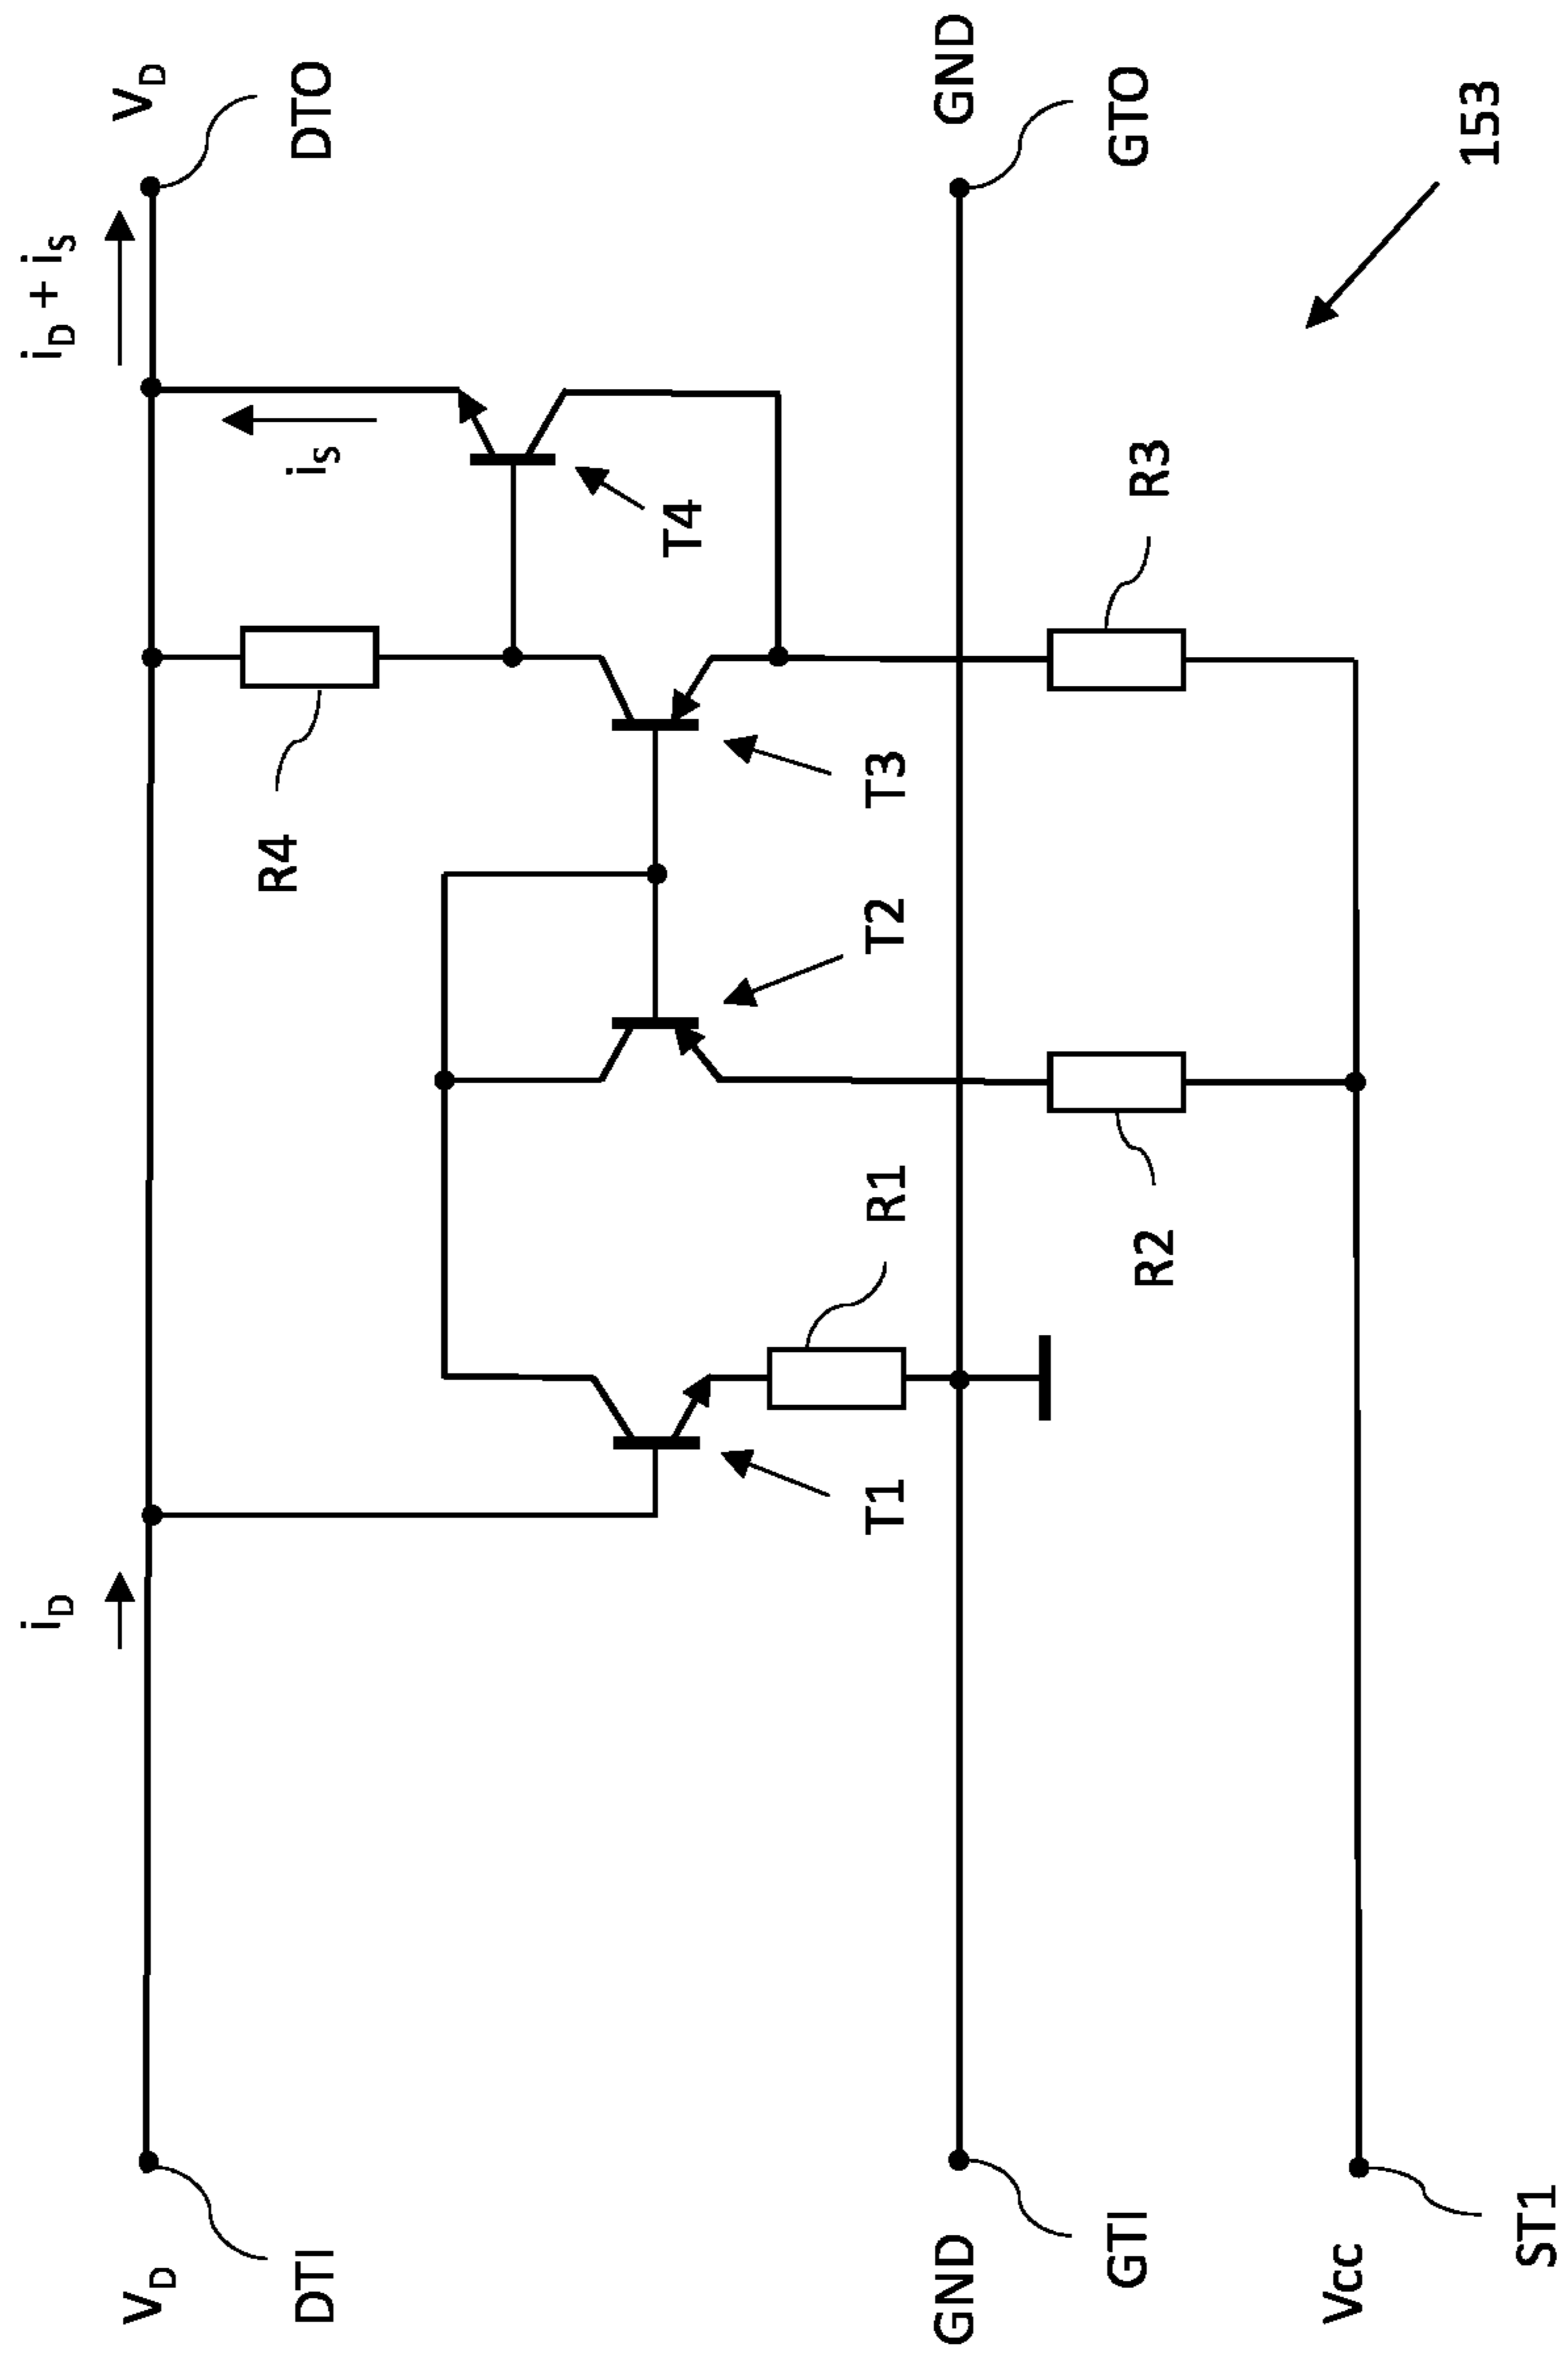 iD
iD + iS
VD
VD
DTI
DTO
iS
R4
T4
T1
T2
T3
R1
GND
GND
GTI
GTO
R2
R3
Vcc
153
ST1